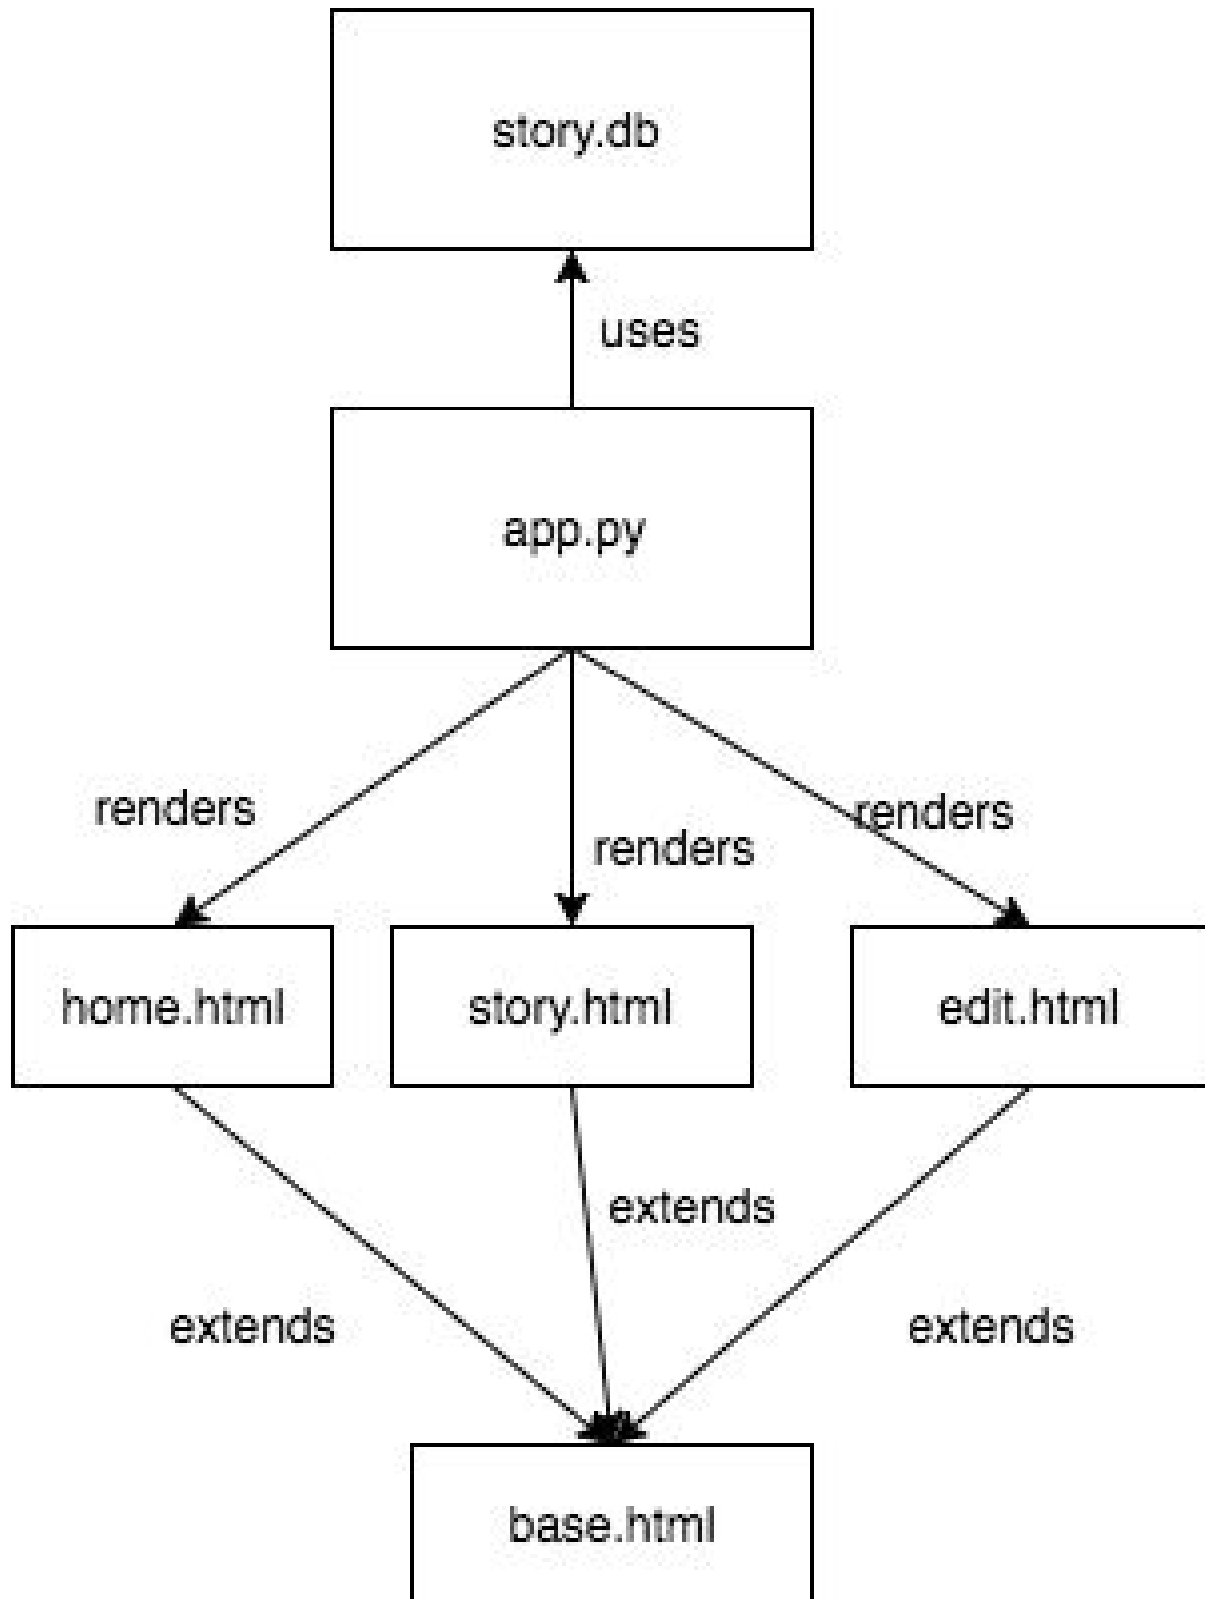 story.db
uses
app.py
renders
renders
renders
home.html
story.html
edit.html
extends
extends
extends
base.html